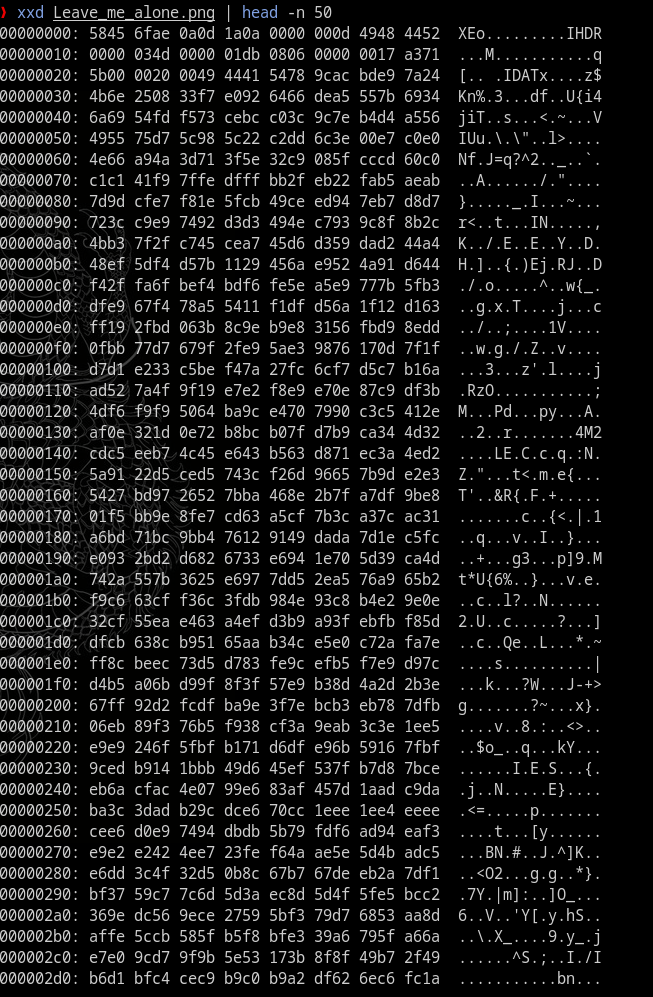 ❯ xxd Leave_me_alone.png | head -n 50
00000000: 5845 6fae 0a0d 1a0a 0000 000d 4948 4452  XEo.........IHDR
00000010: 0000 034d 0000 01db 0806 0000 0017 a371  ...M...........q
00000020: 5b00 0020 0049 4441 5478 9cac bde9 7a24  [.. .IDATx....z$
00000030: 4b6e 2508 33f7 e092 6466 dea5 557b 6934  Kn%.3...df..U{i4
00000040: 6a69 54fd f573 cebc c03c 9c7e b4d4 a556  jiT..s...<.~...V
00000050: 4955 75d7 5c98 5c22 c2dd 6c3e 00e7 c0e0  IUu.\.\"..l>....
00000060: 4e66 a94a 3d71 3f5e 32c9 085f cccd 60c0  Nf.J=q?^2.._..`.
00000070: c1c1 41f9 7ffe dfff bb2f eb22 fab5 aeab  ..A....../."....
00000080: 7d9d cfe7 f81e 5fcb 49ce ed94 7eb7 d8d7  }....._.I...~...
00000090: 723c c9e9 7492 d3d3 494e c793 9c8f 8b2c  r<..t...IN.....,
000000a0: 4bb3 7f2f c745 cea7 45d6 d359 dad2 44a4  K../.E..E..Y..D.
000000b0: 48ef 5df4 d57b 1129 456a e952 4a91 d644  H.]..{.)Ej.RJ..D
000000c0: f42f fa6f bef4 bdf6 fe5e a5e9 777b 5fb3  ./.o.....^..w{_.
000000d0: dfe9 67f4 78a5 5411 f1df d56a 1f12 d163  ..g.x.T....j...c
000000e0: ff19 2fbd 063b 8c9e b9e8 3156 fbd9 8edd  ../..;....1V....
000000f0: 0fbb 77d7 679f 2fe9 5ae3 9876 170d 7f1f  ..w.g./.Z..v....
00000100: d7d1 e233 c5be f47a 27fc 6cf7 d5c7 b16a  ...3...z'.l....j
00000110: ad52 7a4f 9f19 e7e2 f8e9 e70e 87c9 df3b  .RzO...........;
00000120: 4df6 f9f9 5064 ba9c e470 7990 c3c5 412e  M...Pd...py...A.
00000130: af0e 321d 0e72 b8bc b07f d7b9 ca34 4d32  ..2..r.......4M2
00000140: cdc5 eeb7 4c45 e643 b563 d871 ec3a 4ed2  ....LE.C.c.q.:N.
00000150: 5a91 22d5 ced5 743c f26d 9665 7b9d e2e3  Z."...t<.m.e{...
00000160: 5427 bd97 2652 7bba 468e 2b7f a7df 9be8  T'..&R{.F.+.....
00000170: 01f5 bb9e 8fe7 cd63 a5cf 7b3c a37c ac31  .......c..{<.|.1
00000180: a6bd 71bc 9bb4 7612 9149 dada 7d1e c5fc  ..q...v..I..}...
00000190: e093 2bd2 d682 6733 e694 1e70 5d39 ca4d  ..+...g3...p]9.M
000001a0: 742a 557b 3625 e697 7dd5 2ea5 76a9 65b2  t*U{6%..}...v.e.
000001b0: f9c6 63cf f36c 3fdb 984e 93c8 b4e2 9e0e  ..c..l?..N......
000001c0: 32cf 55ea e463 a4ef d3b9 a93f ebfb f85d  2.U..c.....?...]
000001d0: dfcb 638c b951 65aa b34c e5e0 c72a fa7e  ..c..Qe..L...*.~
000001e0: ff8c beec 73d5 d783 fe9c efb5 f7e9 d97c  ....s..........|
000001f0: d4b5 a06b d99f 8f3f 57e9 b38d 4a2d 2b3e  ...k...?W...J-+>
00000200: 67ff 92d2 fcdf ba9e 3f7e bcb3 eb78 7dfb  g.......?~...x}.
00000210: 06eb 89f3 76b5 f938 cf3a 9eab 3c3e 1ee5  ....v..8.:..<>..
00000220: e9e9 246f 5fbf b171 d6df e96b 5916 7fbf  ..$o_..q...kY...
00000230: 9ced b914 1bbb 49d6 45ef 537f b7d8 7bce  ......I.E.S...{.
00000240: eb6a cfac 4e07 99e6 83af 457d 1aad c9da  .j..N.....E}....
00000250: ba3c 3dad b29c dce6 70cc 1eee 1ee4 eeee  .<=.....p.......
00000260: cee6 d0e9 7494 dbdb 5b79 fdf6 ad94 eaf3  ....t...[y......
00000270: e9e2 e242 4ee7 23fe f64a ae5e 5d4b adc5  ...BN.#..J.^]K..
00000280: e6dd 3c4f 32d5 0b8c 67b7 67de eb2a 7df1  ..<O2...g.g..*}.
00000290: bf37 59c7 7c6d 5d3a ec8d 5d4f 5fe5 bcc2  .7Y.|m]:..]O_...
000002a0: 369e dc56 9ece 2759 5bf3 79d7 6853 aa8d  6..V..'Y[.y.hS..
000002b0: affe 5ccb 585f b5f8 bfe3 39a6 795f a66a  ..\.X_....9.y_.j
000002c0: e7e0 9cd7 9f9b 5e53 173b 8f8f 49b7 2f49  ......^S.;..I./I
000002d0: b6d1 bfc4 cec9 b9c0 b9a2 df62 6ec6 fc1a  ...........bn...